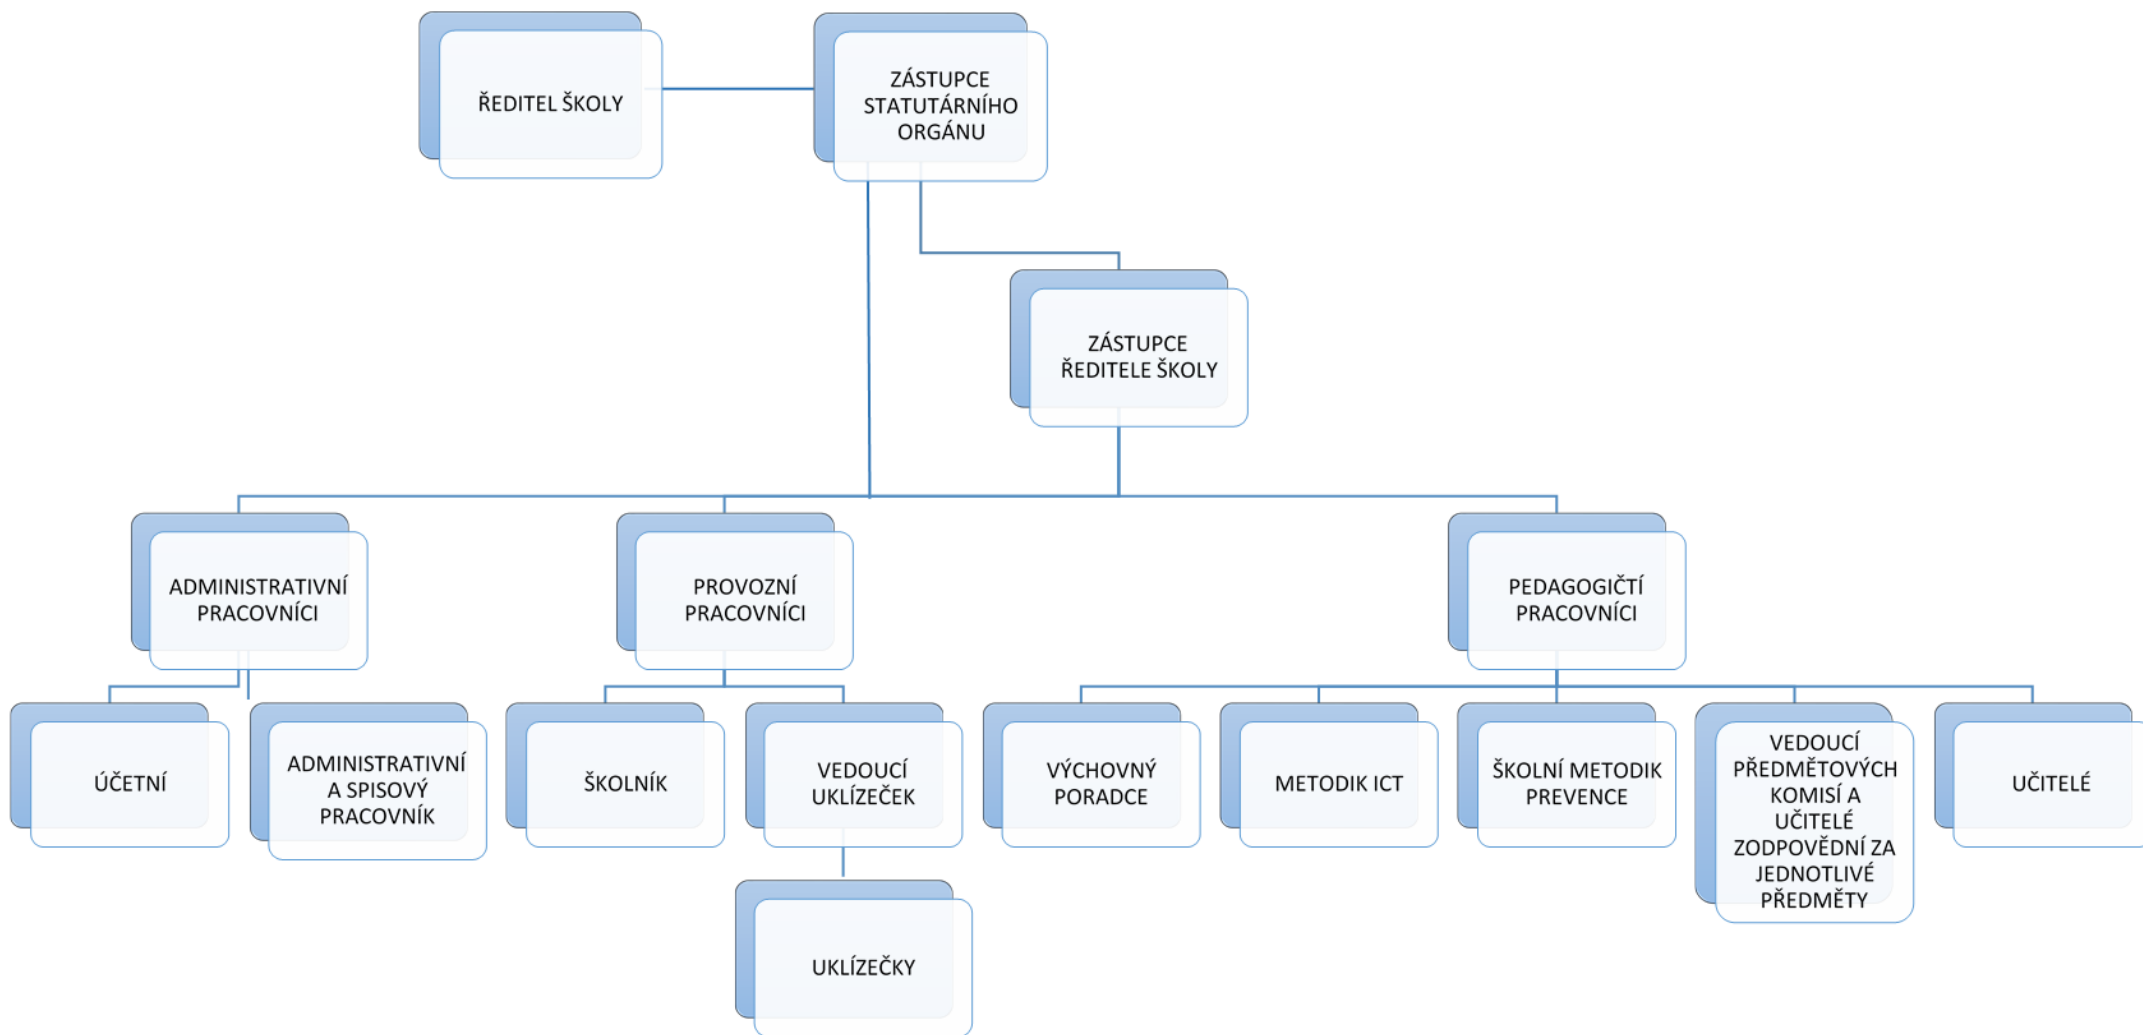 ŘEDITEL ŠKOLY
ZÁSTUPCE
STATUTÁRNÍHO
ORGÁNU
ZÁSTUPCE
ŘEDITELE ŠKOLY
ADMINISTRATIVNÍ
PRACOVNÍCI
PROVOZNÍ
PRACOVNÍCI
PEDAGOGIČTÍ
PRACOVNÍCI
ÚČETNÍ
ADMINISTRATIVNÍ
A SPISOVÝ
PRACOVNÍK
ŠKOLNÍK
VEDOUCÍ
UKLÍZEČEK
VÝCHOVNÝ
PORADCE
METODIK ICT
ŠKOLNÍ METODIK
PREVENCE
VEDOUCÍ
PŘEDMĚTOVÝCH
KOMISÍ A
UČITELÉ
ZODPOVĚDNÍ ZA
JEDNOTLIVÉ
PŘEDMĚTY
UČITELÉ
UKLÍZEČKY